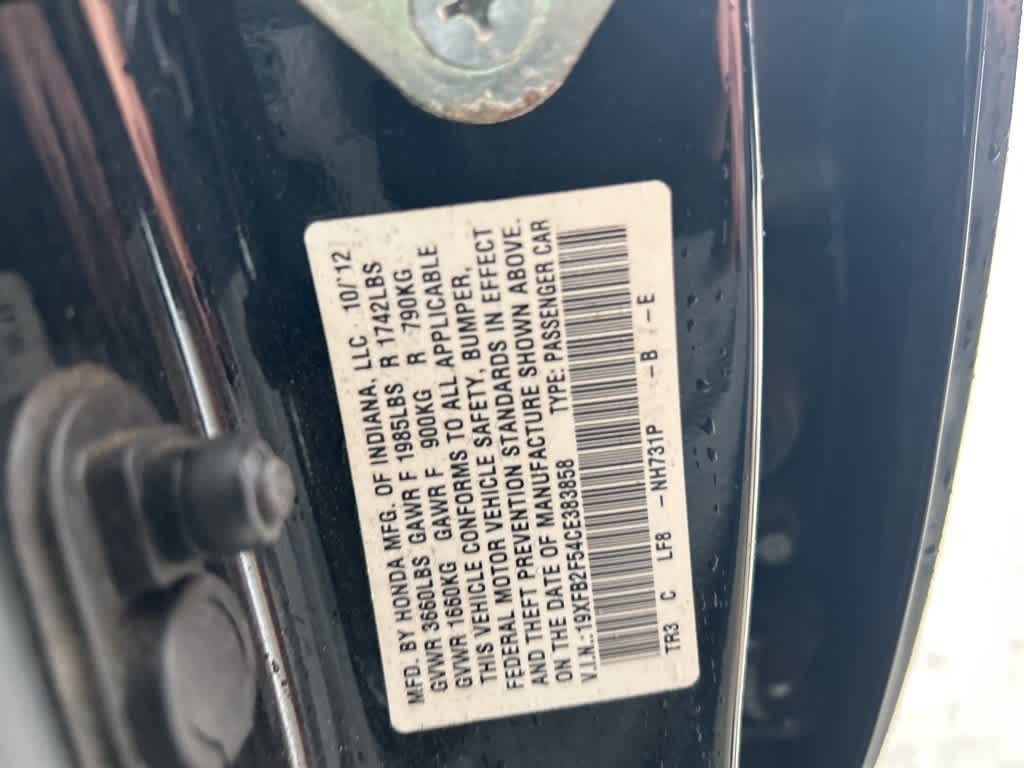 MFD. BY HONDA MFG. OF INDIANA, LLC 10/12
GVWR 3660LBS GAWR F 1985LBS R 1742LBS
GVWR 1660KG GAWR F 900KG R 790KG
THIS VEHICLE CONFORMS TO ALL APPLICABLE
FEDERAL MOTOR VEHICLE SAFETY, BUMPER,
AND THEFT PREVENTION STANDARDS IN EFFECT
ON THE DATE OF MANUFACTURE SHOWN ABOVE.
V.I.N.:19XFB2F54CE383858 TYPE: PASSENGER CAR
TR3 C LF8 -NH731P -B / -E